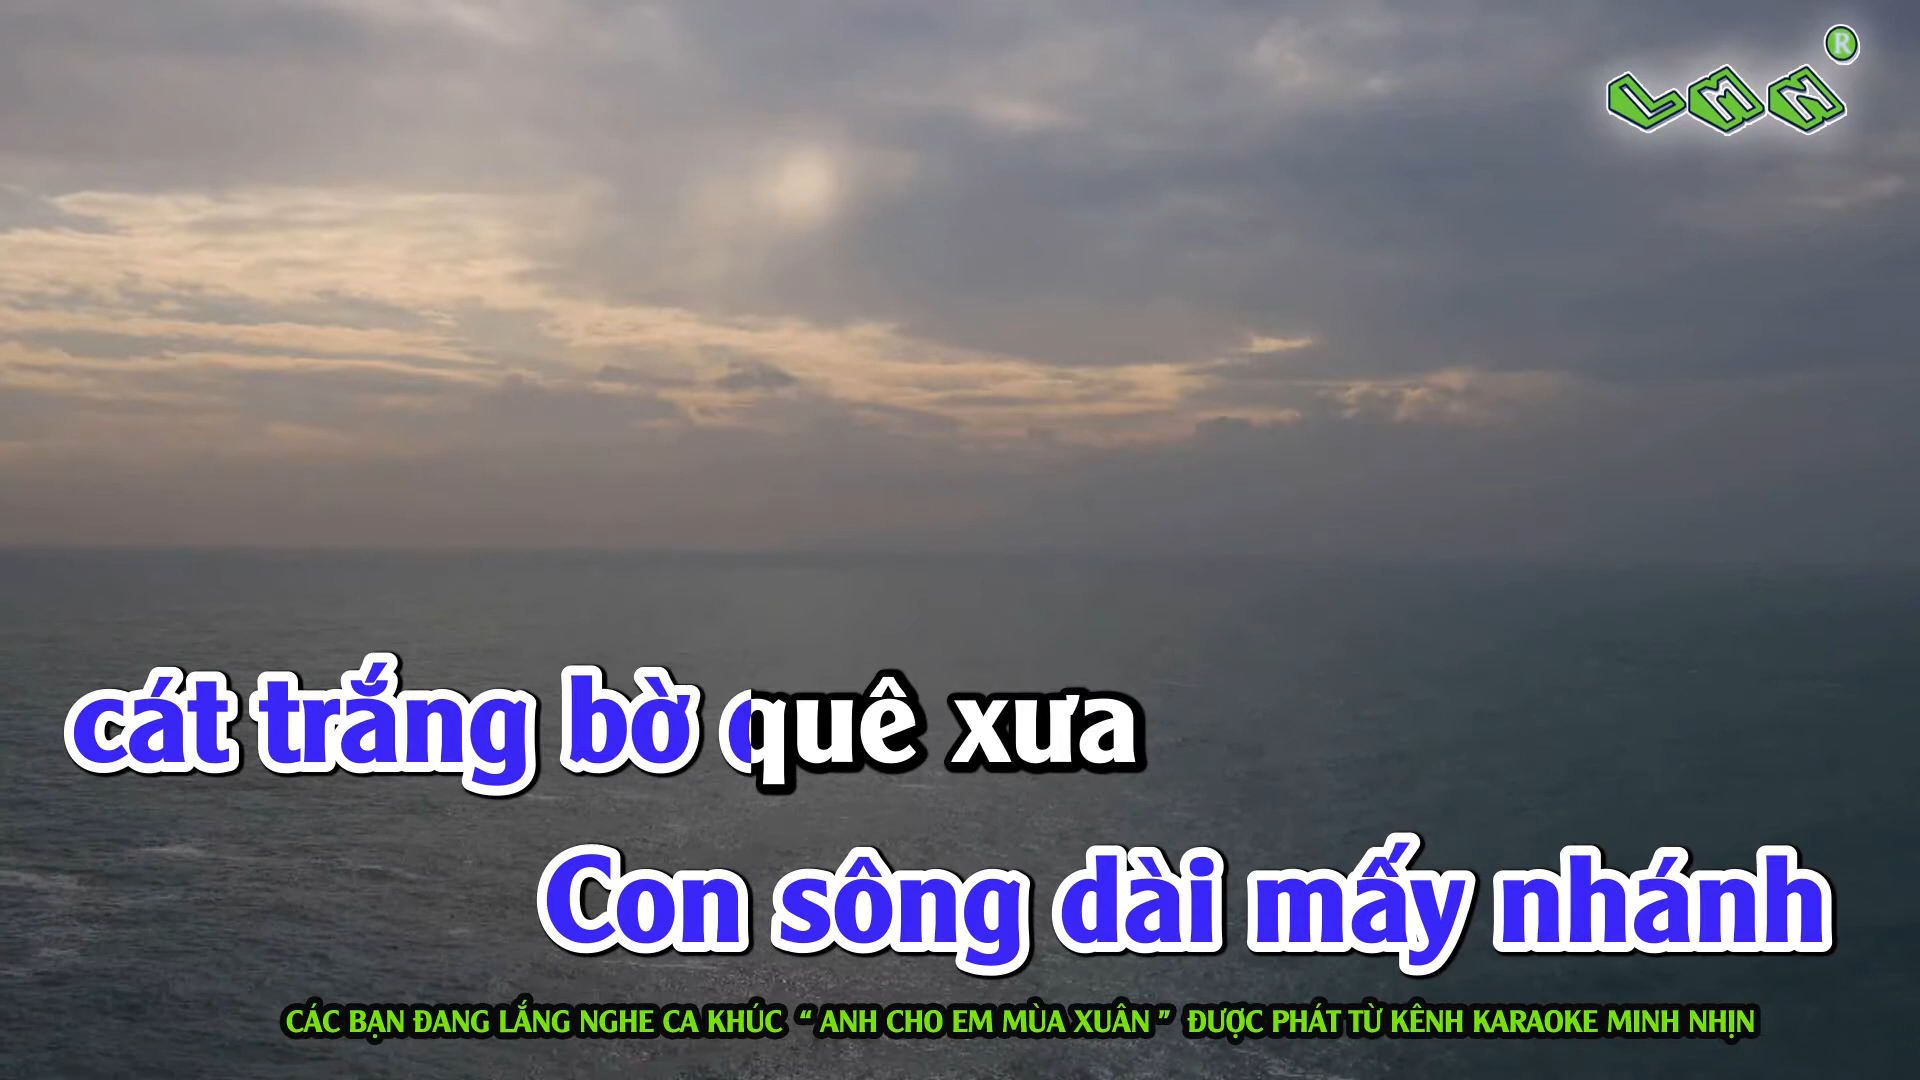 LMN ®
cát trắng bờ quê xưa
Con sông dài mấy nhánh
CÁC BẠN ĐANG LẮNG NGHE CA KHÚC “ ANH CHO EM MÙA XUÂN ” ĐƯỢC PHÁT TỪ KÊNH KARAOKE MINH NHỊN